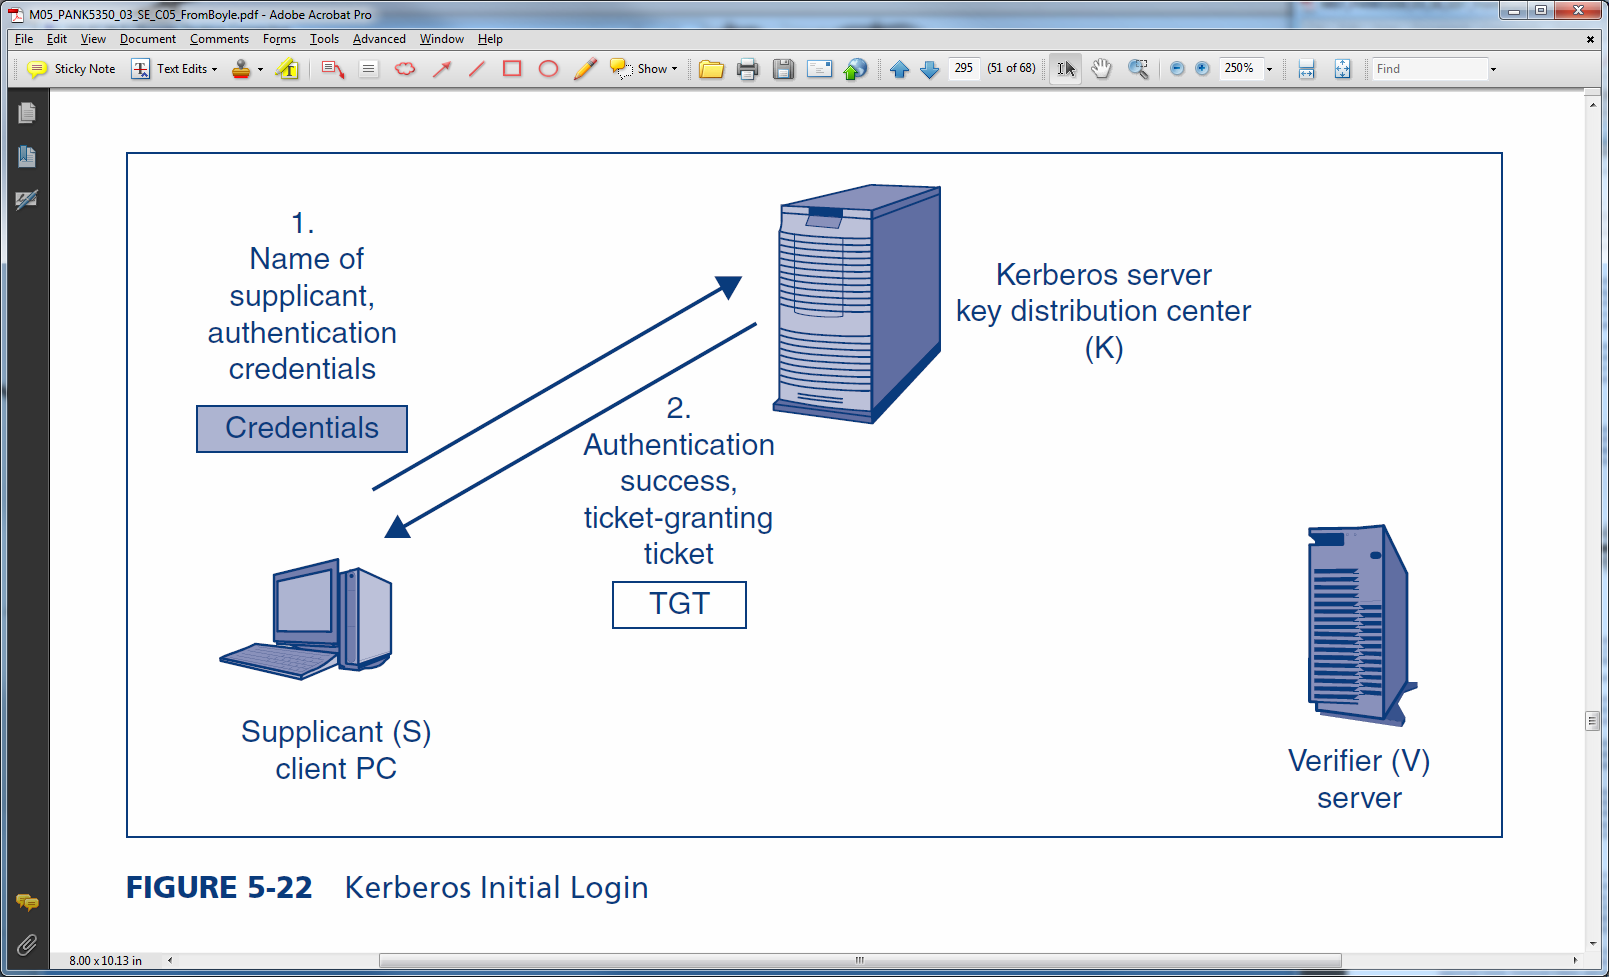 M05_PANK5350_03_SE_C05_FromBoyle.pdf - Adobe Acrobat Pro
File Edit View Document Comments Forms Tools Advanced Window Help
Sticky Note Text Edits Show 295 (51 of 68) 250% Find
1.
Name of
supplicant,
authentication
credentials
Credentials
Kerberos server
key distribution center
(K)
2.
Authentication
success,
ticket-granting
ticket
TGT
Supplicant (S)
client PC
Verifier (V)
server
FIGURE 5-22 Kerberos Initial Login
8.00 x 10.13 in